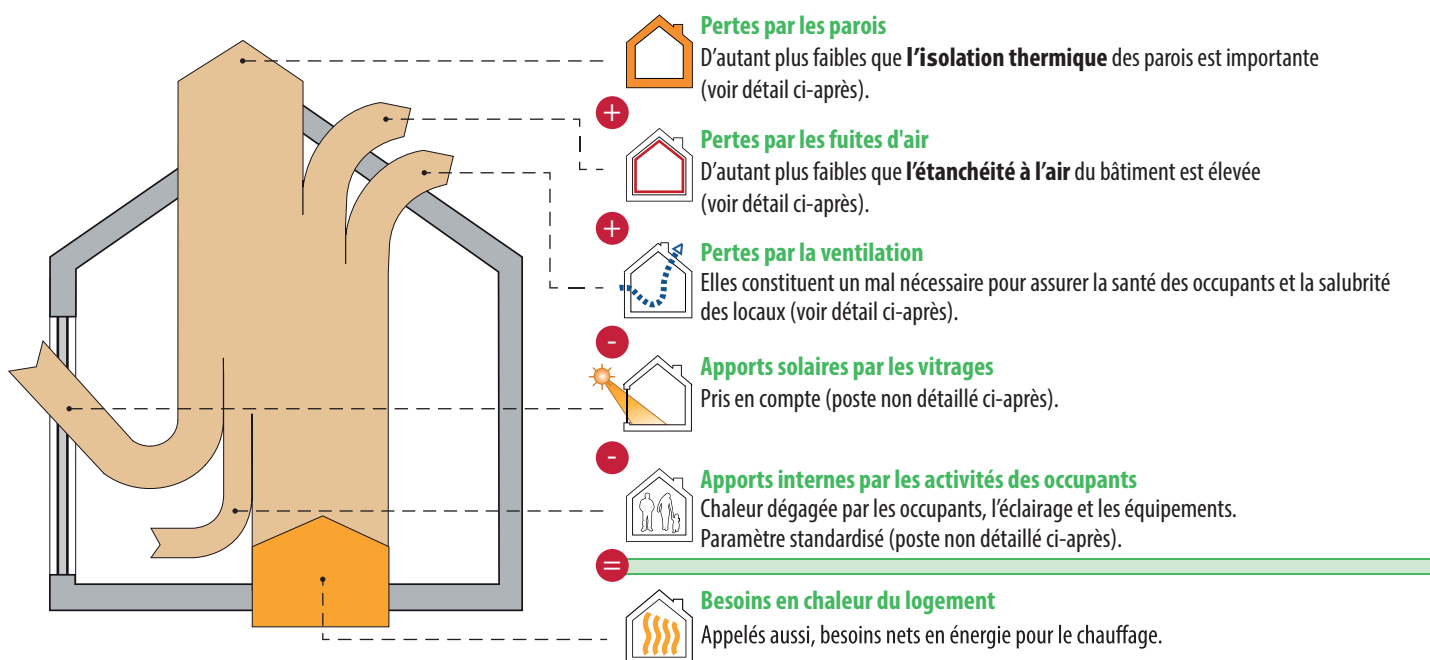 Pertes par les parois
D'autant plus faibles que l'isolation thermique des parois est importante
(voir détail ci-après).
+
Pertes par les fuites d'air
D'autant plus faibles que l'étanchéité à l'air du bâtiment est élevée
(voir détail ci-après).
+
Pertes par la ventilation
Elles constituent un mal nécessaire pour assurer la santé des occupants et la salubrité
des locaux (voir détail ci-après).
-
Apports solaires par les vitrages
Pris en compte (poste non détaillé ci-après).
-
Apports internes par les activités des occupants
Chaleur dégagée par les occupants, l'éclairage et les équipements.
Paramètre standardisé (poste non détaillé ci-après).
=
Besoins en chaleur du logement
Appelés aussi, besoins nets en énergie pour le chauffage.